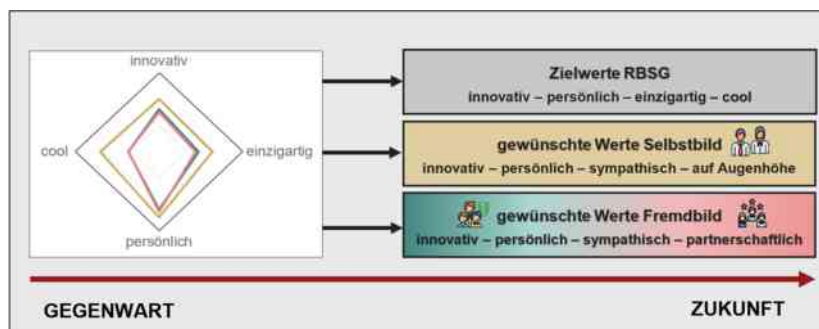 innovativ
cool
einzigartig
persönlich
Zielwerte RBSG
innovativ – persönlich – einzigartig – cool
gewünschte Werte Selbstbild
innovativ – persönlich – sympathisch – auf Augenhöhe
gewünschte Werte Fremdbild
innovativ – persönlich – sympathisch – partnerschaftlich
GEGENWART
ZUKUNFT